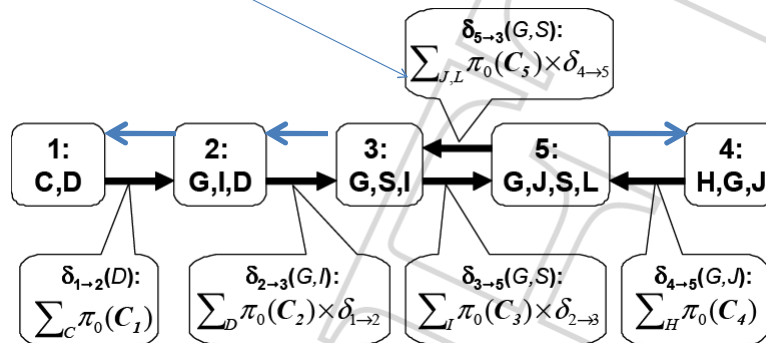 δ5→3(G,S):
∑J,L π0(C5)×δ4→5
1:
C,D
2:
G,I,D
3:
G,S,I
5:
G,J,S,L
4:
H,G,J
δ1→2(D):
∑C π0(C1)
δ2→3(G,I):
∑D π0(C2)×δ1→2
δ3→5(G,S):
∑I π0(C3)×δ2→3
δ4→5(G,J):
∑H π0(C4)